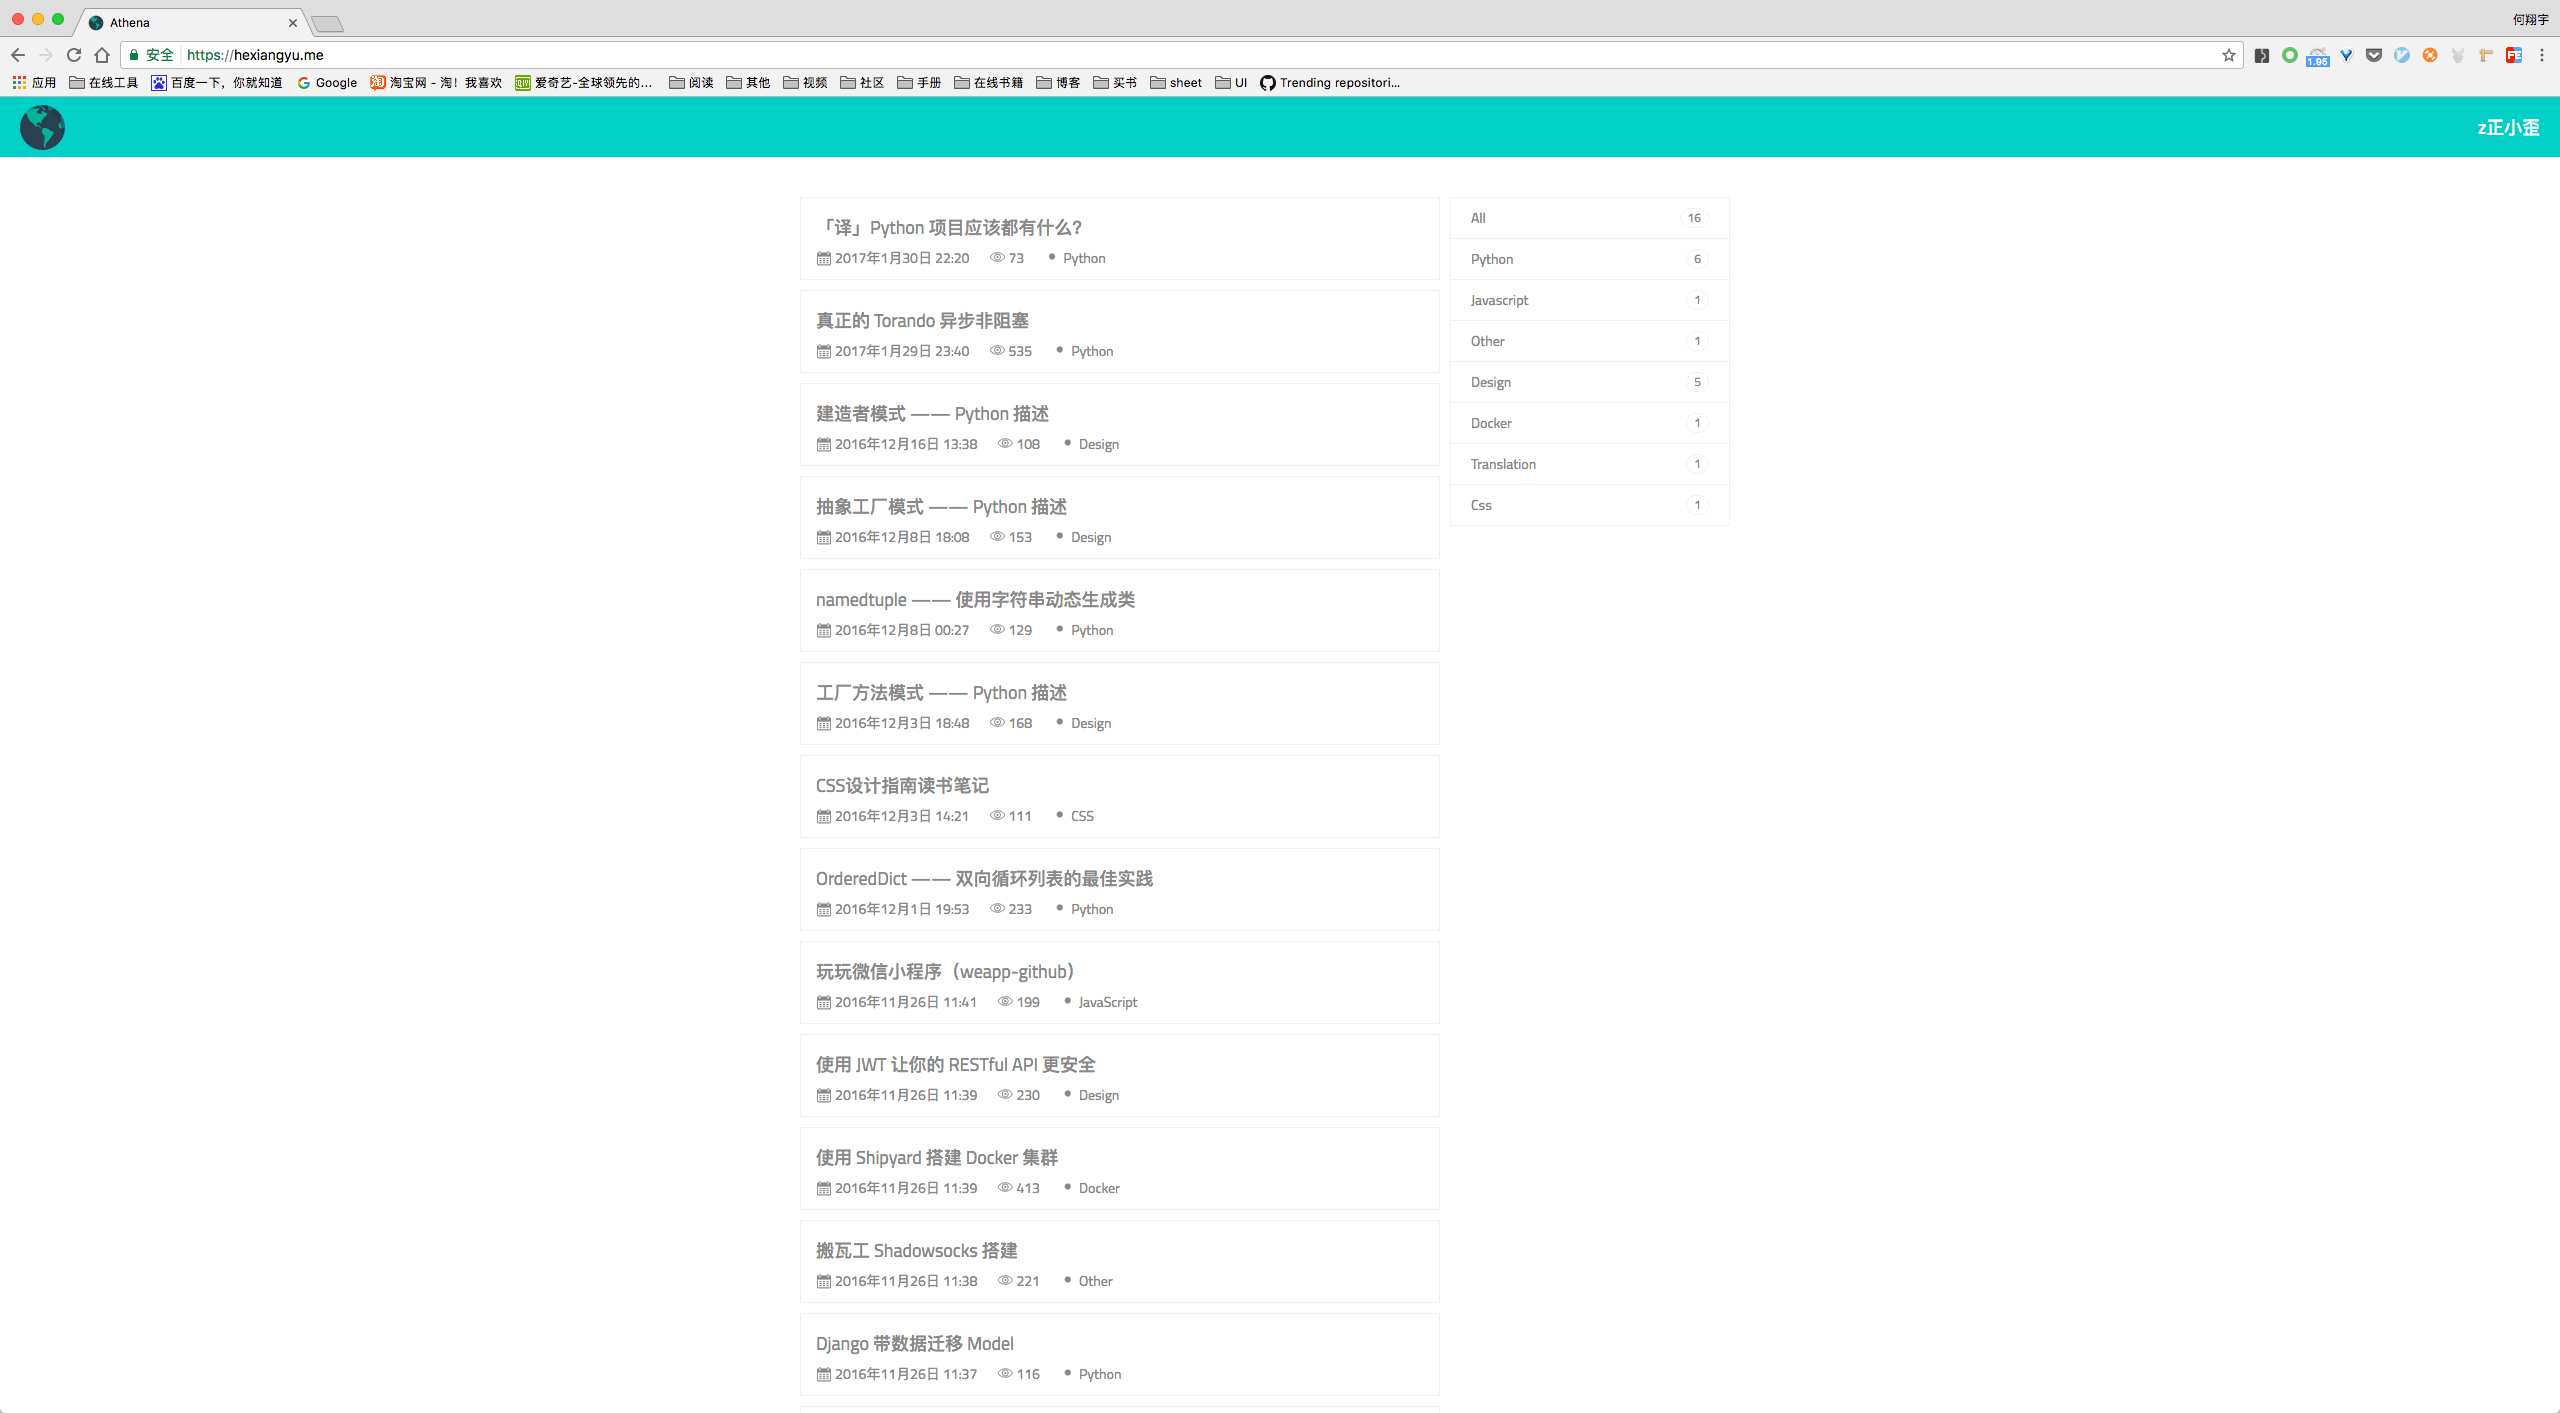 Athena
何翔宇
安全 https://hexiangyu.me
1.95
应用 在线工具 百度一下，你就知道 Google 淘宝网 - 淘！我喜欢 爱奇艺-全球领先的... 阅读 其他 视频 社区 手册 在线书籍 博客 买书 sheet UI Trending repositori...
z正小歪
「译」Python 项目应该都有什么？
2017年1月30日 22:20 73 • Python
真正的 Torando 异步非阻塞
2017年1月29日 23:40 535 • Python
建造者模式 —— Python 描述
2016年12月16日 13:38 108 • Design
抽象工厂模式 —— Python 描述
2016年12月8日 18:08 153 • Design
namedtuple —— 使用字符串动态生成类
2016年12月8日 00:27 129 • Python
工厂方法模式 —— Python 描述
2016年12月3日 18:48 168 • Design
CSS设计指南读书笔记
2016年12月3日 14:21 111 • CSS
OrderedDict —— 双向循环列表的最佳实践
2016年12月1日 19:53 233 • Python
玩玩微信小程序（weapp-github）
2016年11月26日 11:41 199 • JavaScript
使用 JWT 让你的 RESTful API 更安全
2016年11月26日 11:39 230 • Design
使用 Shipyard 搭建 Docker 集群
2016年11月26日 11:39 413 • Docker
搬瓦工 Shadowsocks 搭建
2016年11月26日 11:38 221 • Other
Django 带数据迁移 Model
2016年11月26日 11:37 116 • Python
All 16
Python 6
Javascript 1
Other 1
Design 5
Docker 1
Translation 1
Css 1